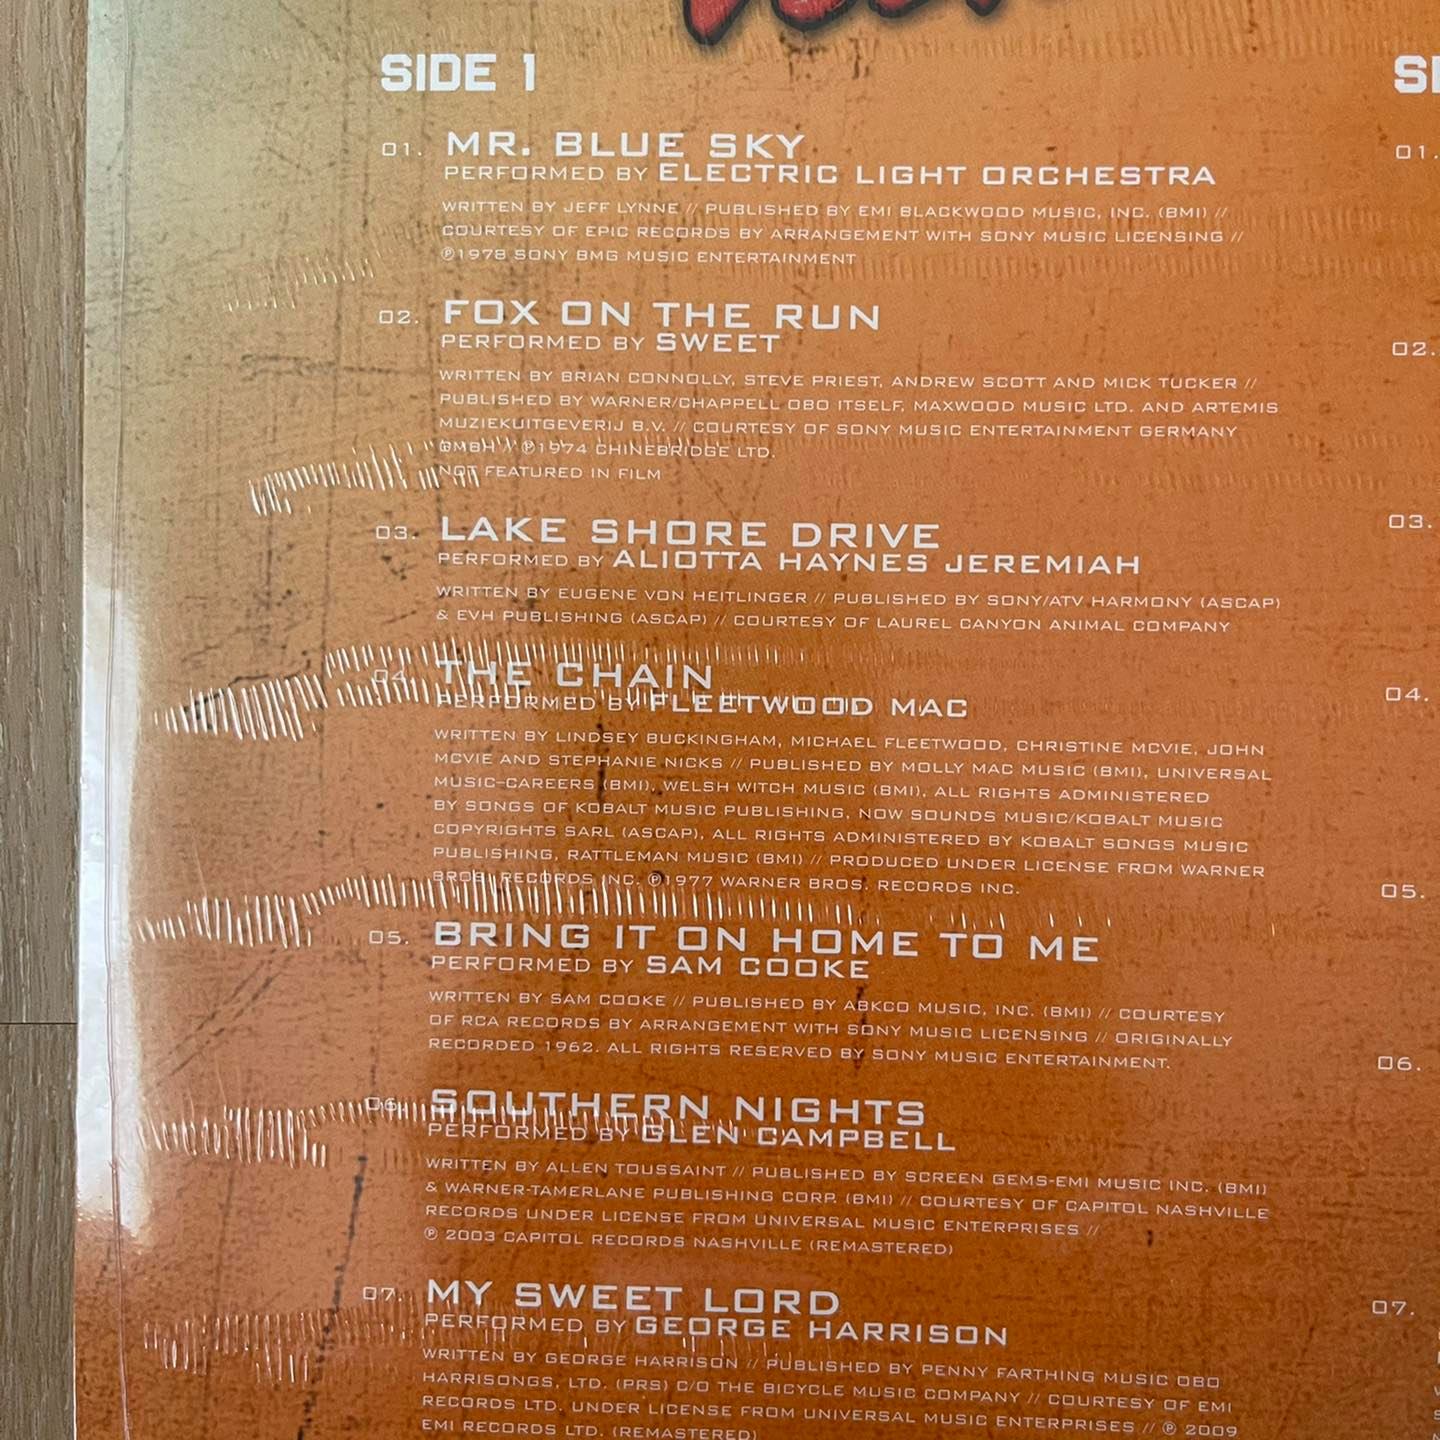 SIDE 1
01. MR. BLUE SKY
PERFORMED BY ELECTRIC LIGHT ORCHESTRA
WRITTEN BY JEFF LYNNE // PUBLISHED BY EMI BLACKWOOD MUSIC, INC. (BMI) //
COURTESY OF EPIC RECORDS BY ARRANGEMENT WITH SONY MUSIC LICENSING //
℗1978 SONY BMG MUSIC ENTERTAINMENT
02. FOX ON THE RUN
PERFORMED BY SWEET
WRITTEN BY BRIAN CONNOLLY, STEVE PRIEST, ANDREW SCOTT AND MICK TUCKER //
PUBLISHED BY WARNER/CHAPPELL OBO ITSELF, MAXWOOD MUSIC LTD. AND ARTEMIS
MUZIEKUITGEVERIJ B.V. // COURTESY OF SONY MUSIC ENTERTAINMENT GERMANY
GMBH // ℗1974 CHINEBRIDGE LTD.
NOT FEATURED IN FILM
03. LAKE SHORE DRIVE
PERFORMED BY ALIOTTA HAYNES JEREMIAH
WRITTEN BY EUGENE VON HEITLINGER // PUBLISHED BY SONY/ATV HARMONY (ASCAP)
& EVH PUBLISHING (ASCAP) // COURTESY OF LAUREL CANYON ANIMAL COMPANY
04. THE CHAIN
PERFORMED BY FLEETWOOD MAC
WRITTEN BY LINDSEY BUCKINGHAM, MICHAEL FLEETWOOD, CHRISTINE MCVIE, JOHN
MCVIE AND STEPHANIE NICKS // PUBLISHED BY MOLLY MAC MUSIC (BMI), UNIVERSAL
MUSIC-CAREERS (BMI), WELSH WITCH MUSIC (BMI), ALL RIGHTS ADMINISTERED
BY SONGS OF KOBALT MUSIC PUBLISHING, NOW SOUNDS MUSIC/KOBALT MUSIC
COPYRIGHTS SARL (ASCAP), ALL RIGHTS ADMINISTERED BY KOBALT SONGS MUSIC
PUBLISHING, RATTLEMAN MUSIC (BMI) // PRODUCED UNDER LICENSE FROM WARNER
BROS. RECORDS INC. ℗1977 WARNER BROS. RECORDS INC.
05. BRING IT ON HOME TO ME
PERFORMED BY SAM COOKE
WRITTEN BY SAM COOKE // PUBLISHED BY ABKCO MUSIC, INC. (BMI) // COURTESY
OF RCA RECORDS BY ARRANGEMENT WITH SONY MUSIC LICENSING // ORIGINALLY
RECORDED 1962. ALL RIGHTS RESERVED BY SONY MUSIC ENTERTAINMENT.
06. SOUTHERN NIGHTS
PERFORMED BY GLEN CAMPBELL
WRITTEN BY ALLEN TOUSSAINT // PUBLISHED BY SCREEN GEMS-EMI MUSIC INC. (BMI)
& WARNER-TAMERLANE PUBLISHING CORP. (BMI) // COURTESY OF CAPITOL NASHVILLE
RECORDS UNDER LICENSE FROM UNIVERSAL MUSIC ENTERPRISES //
℗ 2003 CAPITOL RECORDS NASHVILLE (REMASTERED)
07. MY SWEET LORD
PERFORMED BY GEORGE HARRISON
WRITTEN BY GEORGE HARRISON // PUBLISHED BY PENNY FARTHING MUSIC OBO
HARRISONGS, LTD. (PRS) C/O THE BICYCLE MUSIC COMPANY // COURTESY OF EMI
RECORDS LTD. UNDER LICENSE FROM UNIVERSAL MUSIC ENTERPRISES // ℗ 2009
EMI RECORDS LTD. (REMASTERED)
01.
02.
03.
04.
05.
06.
07.